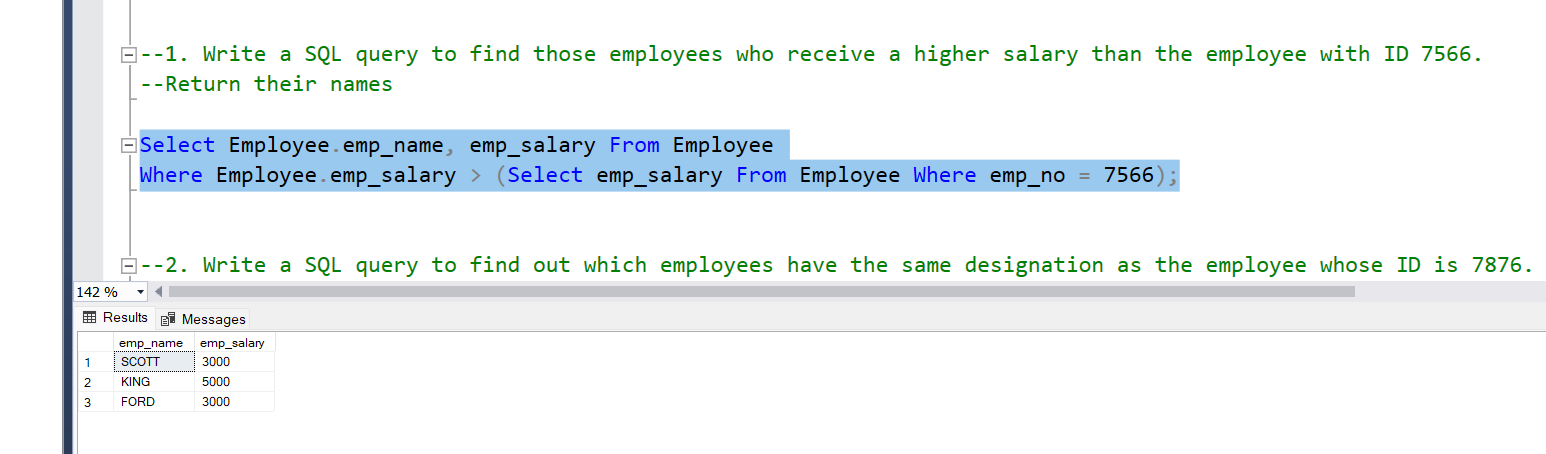 --1. Write a SQL query to find those employees who receive a higher salary than the employee with ID 7566.
--Return their names
Select Employee.emp_name, emp_salary From Employee
Where Employee.emp_salary > (Select emp_salary From Employee Where emp_no = 7566);
--2. Write a SQL query to find out which employees have the same designation as the employee whose ID is 7876.
142 %
Results Messages
emp_name emp_salary
1 SCOTT 3000
2 KING 5000
3 FORD 3000